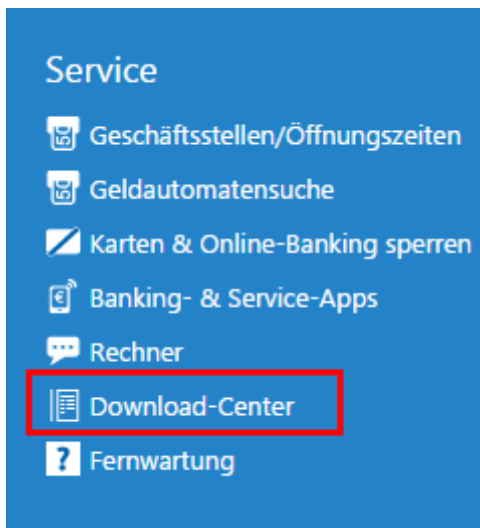 Service
Geschäftsstellen/Öffnungszeiten
Geldautomatensuche
Karten & Online-Banking sperren
Banking- & Service-Apps
Rechner
Download-Center
? Fernwartung